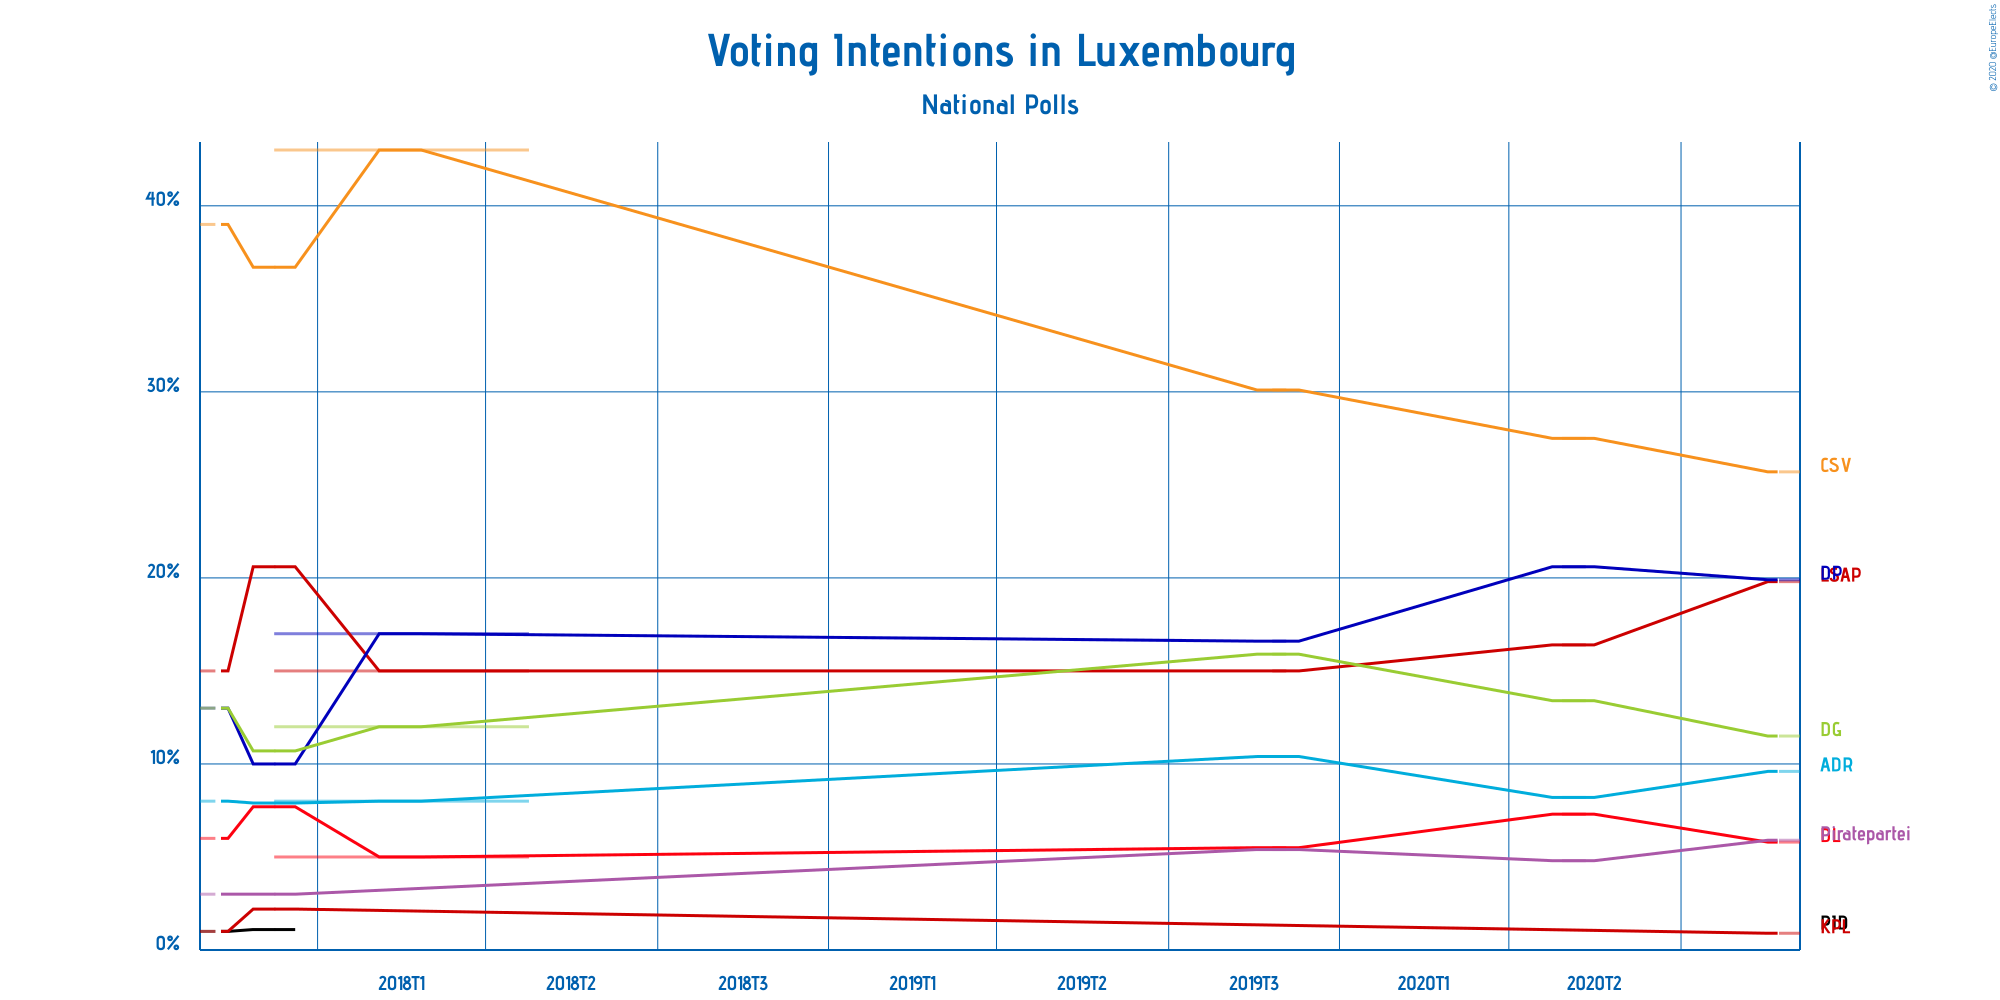 © 2020 @EuropeElects
Voting Intentions in Luxembourg
National Polls
40%
30%
20%
10%
0%
CSV
DP
LSAP
DG
ADR
DL
Piratepartei
PID
KPL
2018T1
2018T2
2018T3
2019T1
2019T2
2019T3
2020T1
2020T2